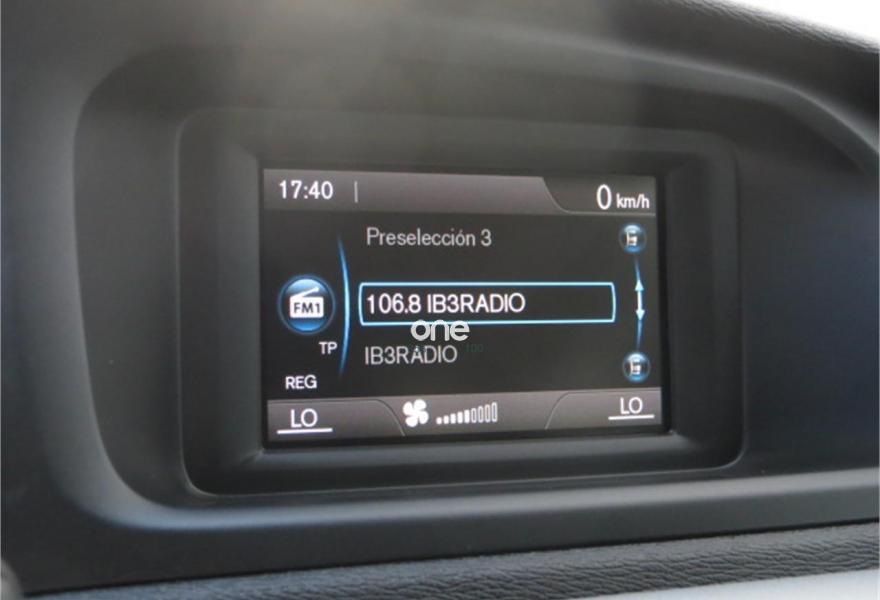 17:40 | 0 km/h
Preselección 3
FM1
106.8 IB3RADIO
one
TP
IB3RADIO
REG
LO
LO